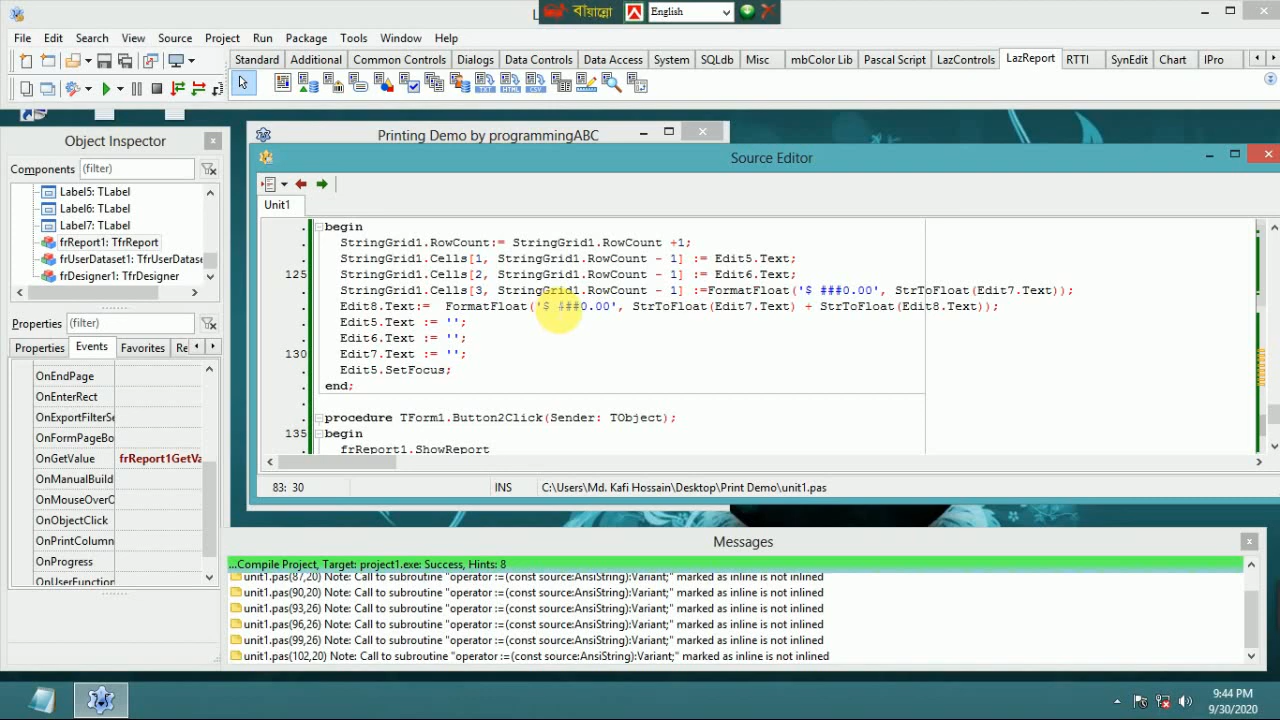 L
বায়ান্নো
English
File Edit Search View Source Project Run Package Tools Window Help
Standard Additional Common Controls Dialogs Data Controls Data Access System SQLdb Misc mbColor Lib Pascal Script LazControls LazReport RTTI SynEdit Chart IPro
Object Inspector
Components (filter)
Label5: TLabel
Label6: TLabel
Label7: TLabel
frReport1: TfrReport
frUserDataset1: TfrUserDatase
frDesigner1: TfrDesigner
Properties (filter)
Properties Events Favorites Re
OnEndPage
OnEnterRect
OnExportFilterSe
OnFormPageBo
OnGetValue frReport1GetVa
OnManualBuild
OnMouseOverO
OnObjectClick
OnPrintColumn
OnProgress
OnUserFunction
Printing Demo by programmingABC
Source Editor
Unit1
begin
StringGrid1.RowCount:= StringGrid1.RowCount +1;
StringGrid1.Cells[1, StringGrid1.RowCount - 1] := Edit5.Text;
125 StringGrid1.Cells[2, StringGrid1.RowCount - 1] := Edit6.Text;
StringGrid1.Cells[3, StringGrid1.RowCount - 1] :=FormatFloat('$ ###0.00', StrToFloat(Edit7.Text));
Edit8.Text:= FormatFloat('$ ###0.00', StrToFloat(Edit7.Text) + StrToFloat(Edit8.Text));
Edit5.Text := '';
Edit6.Text := '';
130 Edit7.Text := '';
Edit5.SetFocus;
end;
procedure TForm1.Button2Click(Sender: TObject);
135 begin
frReport1.ShowReport
83: 30 INS C:\Users\Md. Kafi Hossain\Desktop\Print Demo\unit1.pas
Messages
...Compile Project, Target: project1.exe: Success, Hints: 8
unit1.pas(87,20) Note: Call to subroutine "operator :=(const source:AnsiString):Variant;" marked as inline is not inlined
unit1.pas(90,20) Note: Call to subroutine "operator :=(const source:AnsiString):Variant;" marked as inline is not inlined
unit1.pas(93,26) Note: Call to subroutine "operator :=(const source:AnsiString):Variant;" marked as inline is not inlined
unit1.pas(96,26) Note: Call to subroutine "operator :=(const source:AnsiString):Variant;" marked as inline is not inlined
unit1.pas(99,26) Note: Call to subroutine "operator :=(const source:AnsiString):Variant;" marked as inline is not inlined
unit1.pas(102,20) Note: Call to subroutine "operator :=(const source:AnsiString):Variant;" marked as inline is not inlined
9:44 PM
9/30/2020